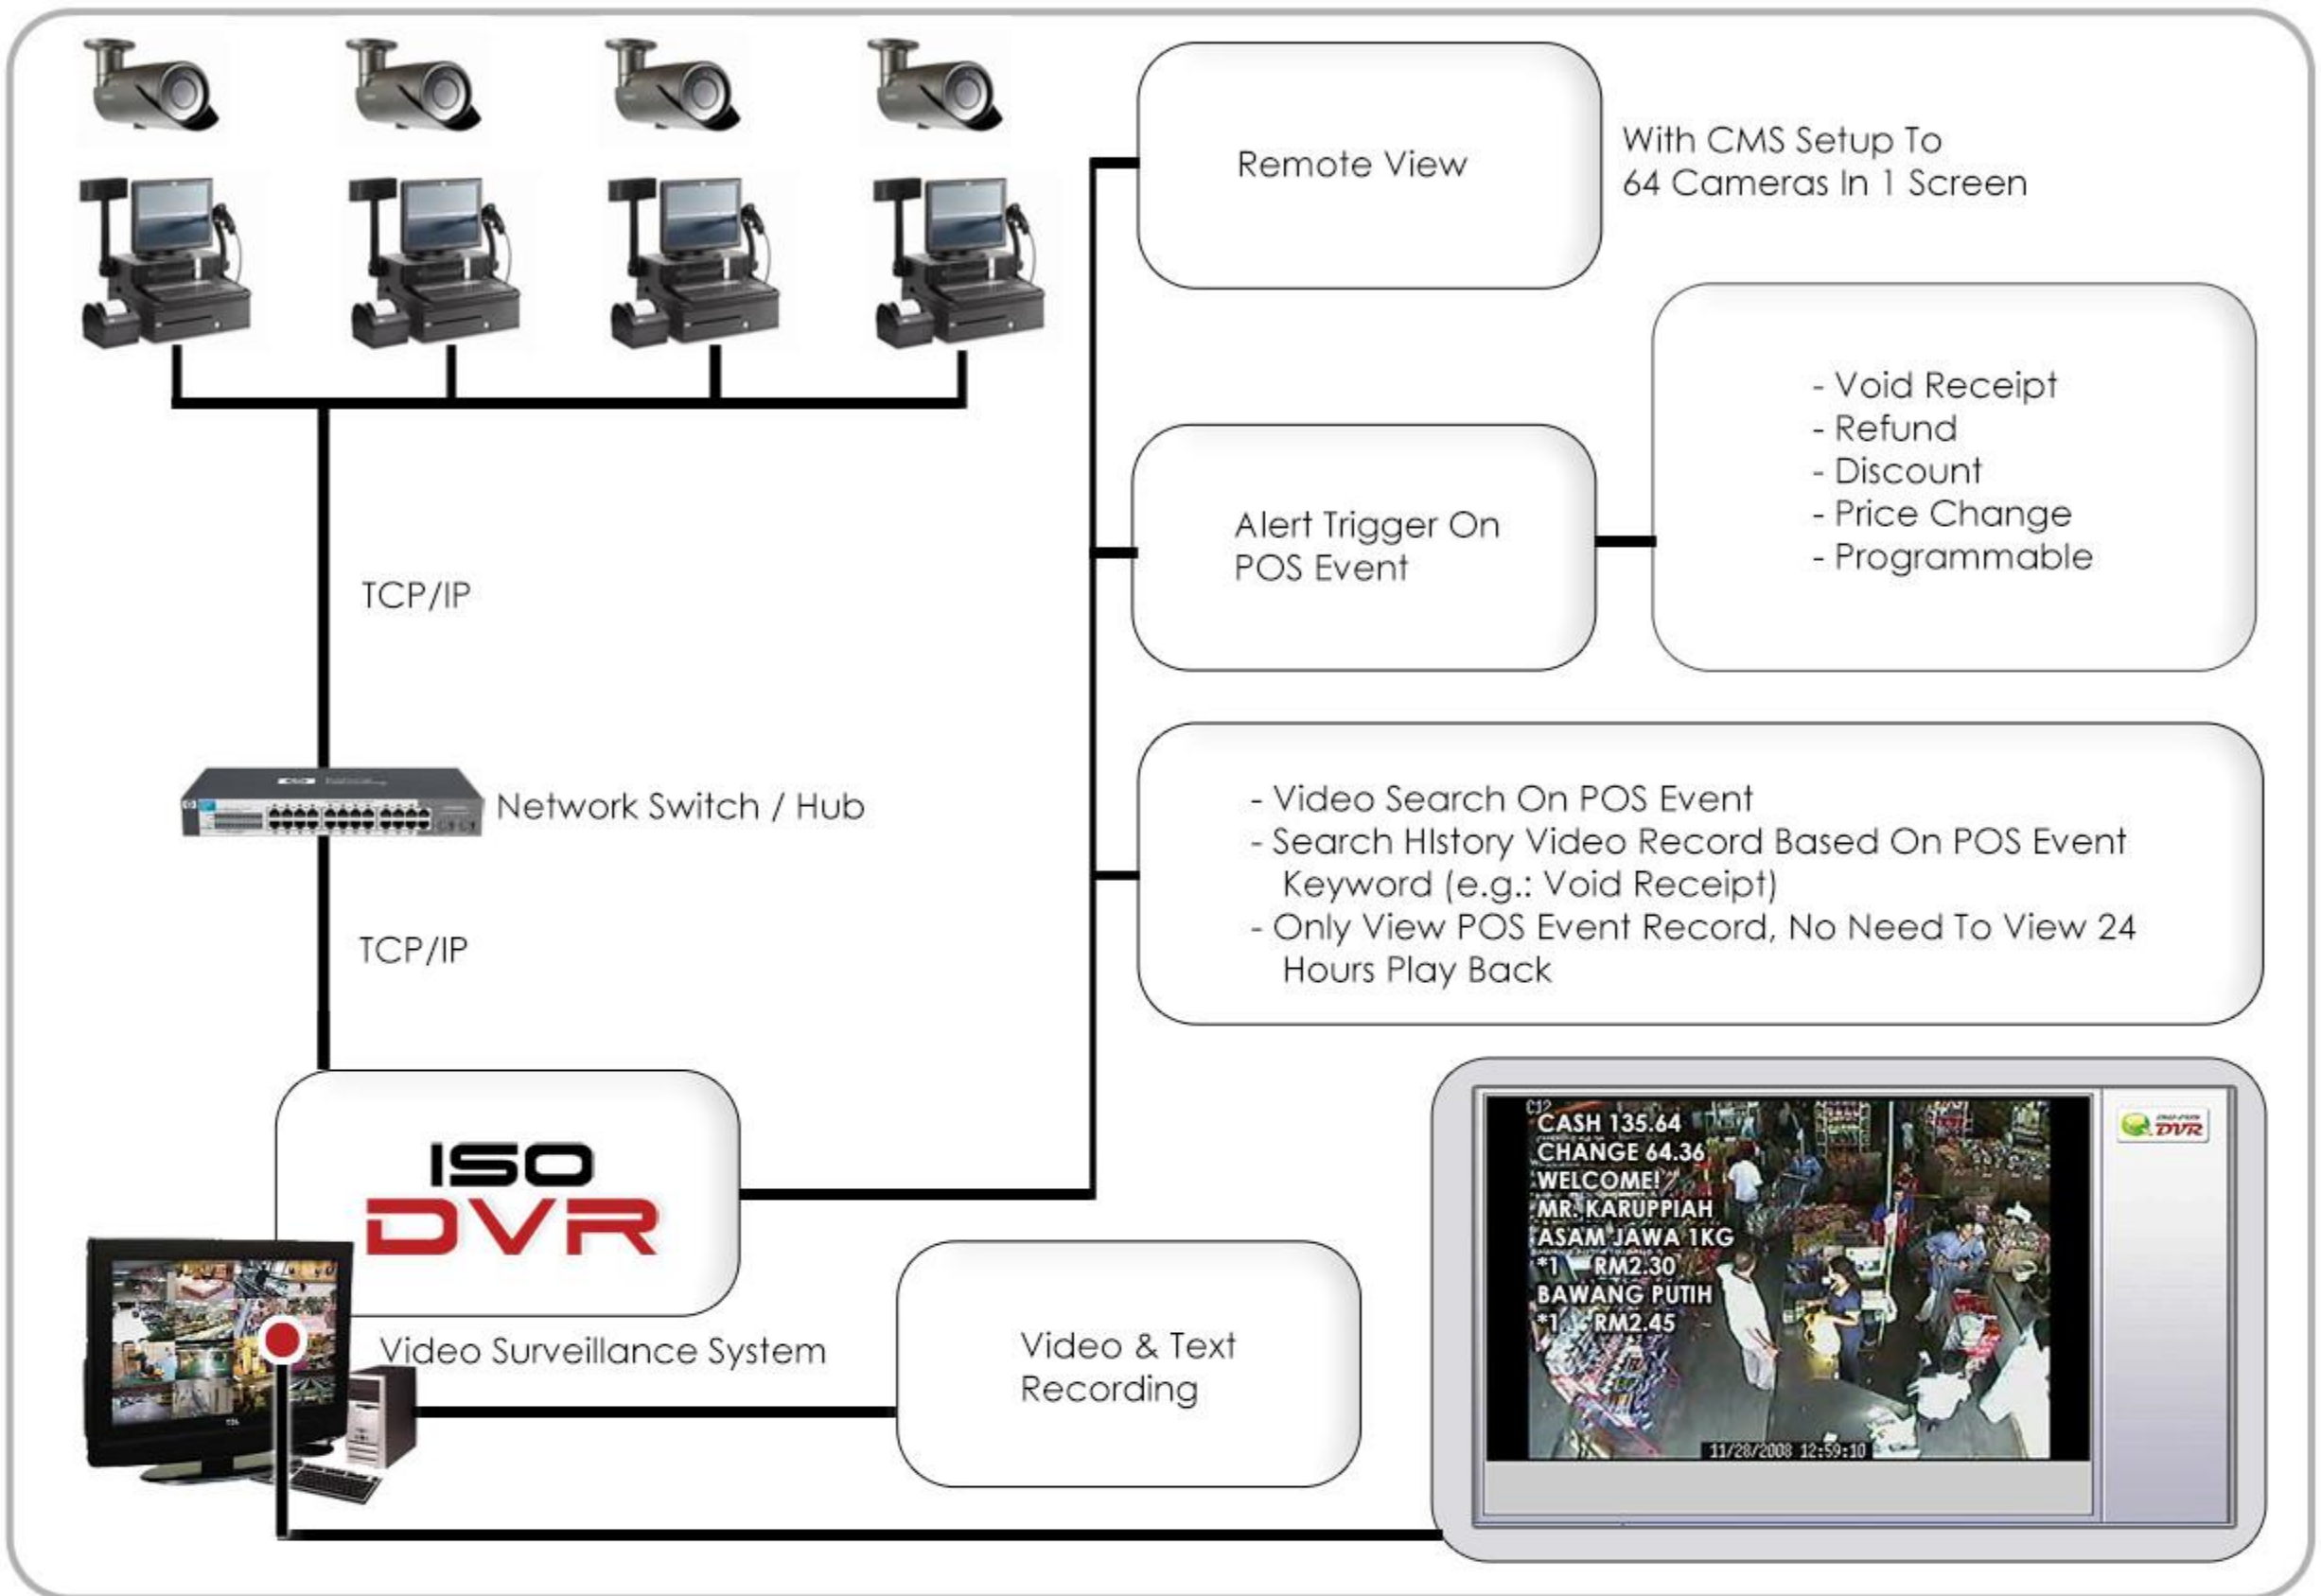 Remote View
With CMS Setup To
64 Cameras In 1 Screen
Alert Trigger On
POS Event
- Void Receipt
- Refund
- Discount
- Price Change
- Programmable
TCP/IP
Network Switch / Hub
- Video Search On POS Event
- Search HIstory Video Record Based On POS Event
Keyword (e.g.: Void Receipt)
- Only View POS Event Record, No Need To View 24
Hours Play Back
TCP/IP
ISO
DVR
Video Surveillance System
Video & Text
Recording
CASH 135.64
CHANGE 64.36
WELCOME!
MR. KARUPPIAH
ASAM JAWA 1KG
*1 RM2.30
BAWANG PUTIH
*1 RM2.45
11/28/2008 12:59:10
DVR